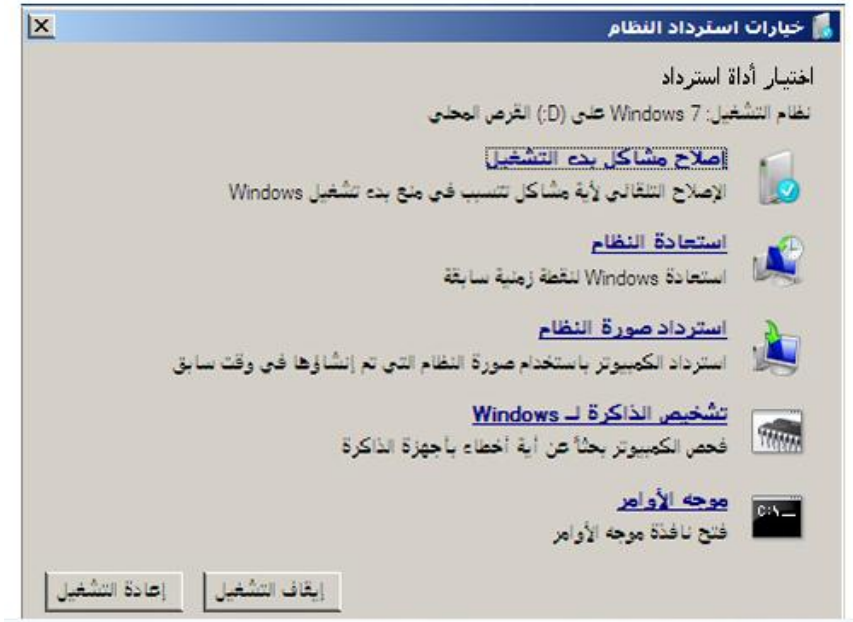 خيارات استرداد النظام
اختيار أداة استرداد
نظام التشغيل: Windows 7 على (D:) القرص المحلي
إصلاح مشاكل بدء التشغيل
الإصلاح التلقائي لأية مشاكل تتسبب في منع بدء تشغيل Windows
استعادة النظام
استعادة Windows لنقطة زمنية سابقة
استرداد صورة النظام
استرداد الكمبيوتر باستخدام صورة النظام التي تم إنشاؤها في وقت سابق
تشخيص الذاكرة لـ Windows
فحص الكمبيوتر بحثاً عن أية أخطاء بأجهزة الذاكرة
موجه الأوامر
C:\_
فتح نافذة موجه الأوامر
إيقاف التشغيل
إعادة التشغيل